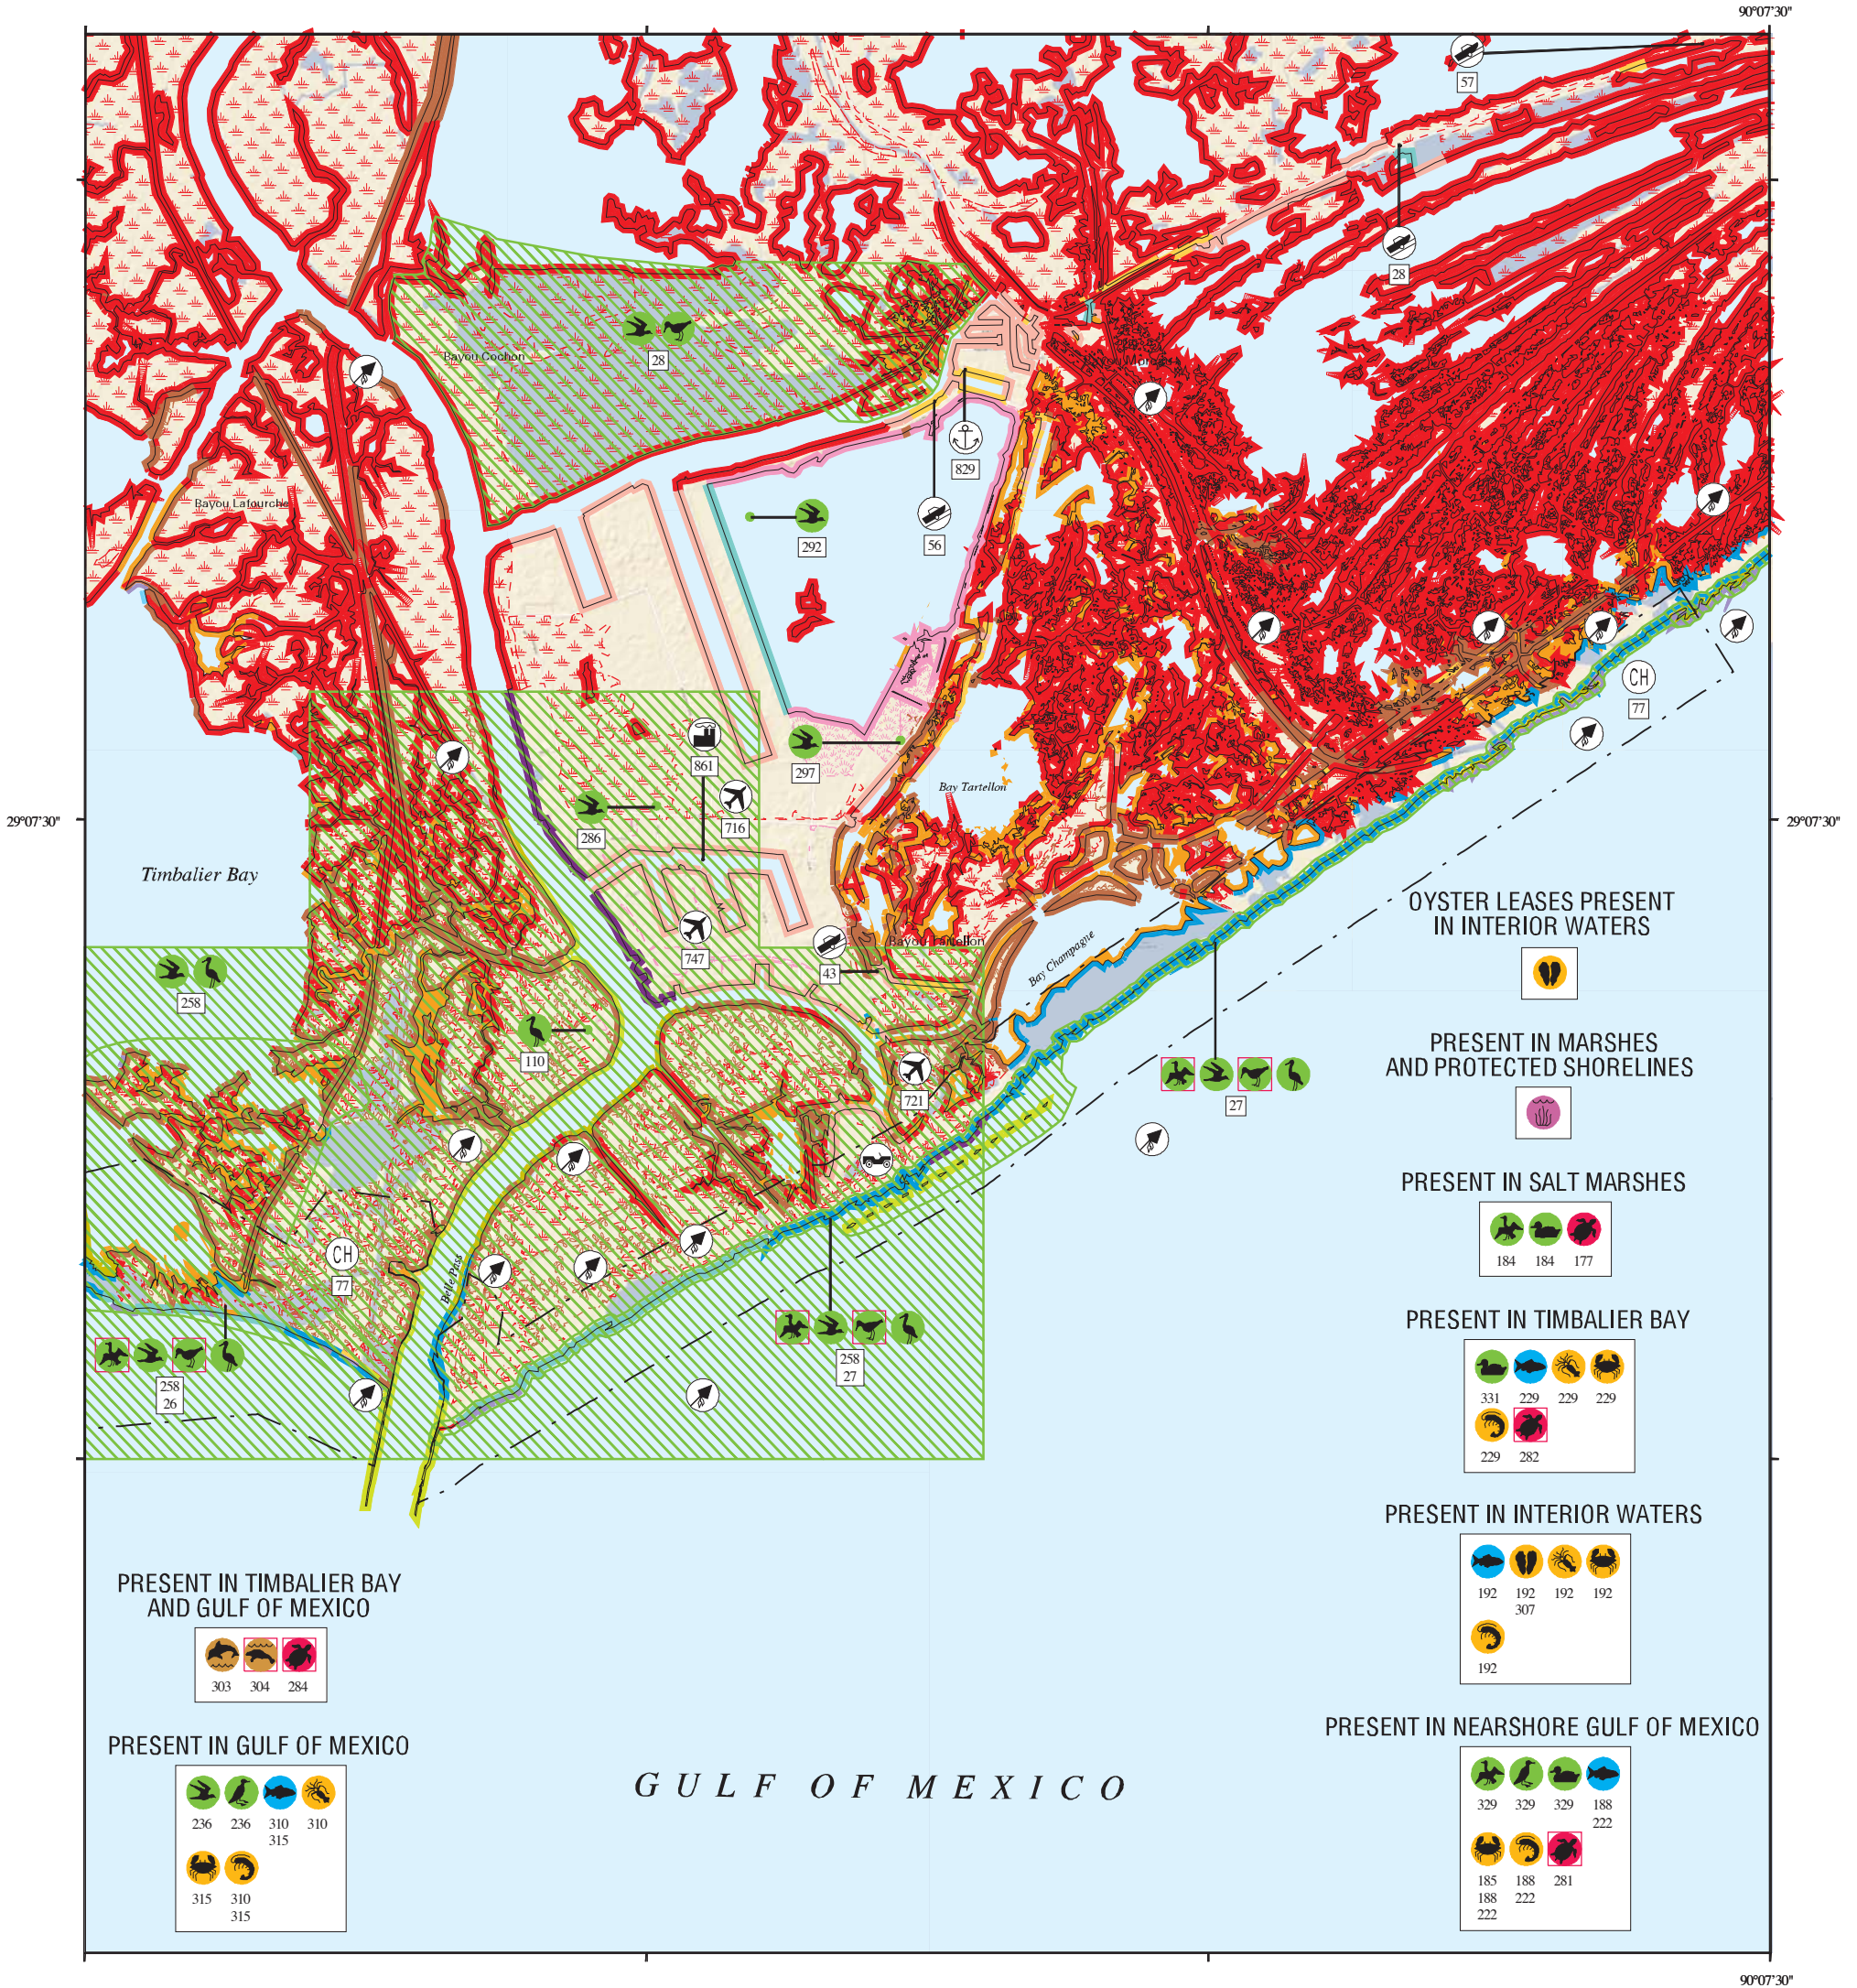 90°07'30"
57
28
Bayou Cochon
28
829
Bayou Lafourche
292
56
CH
77
297
861
Bay Tartellon
716
286
29°07'30"
29°07'30"
Timbalier Bay
OYSTER LEASES PRESENT
IN INTERIOR WATERS
747
43
Bayou Tartellon
Bay Champagne
258
110
PRESENT IN MARSHES
AND PROTECTED SHORELINES
721
27
PRESENT IN SALT MARSHES
184 184 177
CH
77
Belle Pass
PRESENT IN TIMBALIER BAY
331 229 229 229
229 282
258
27
258
26
PRESENT IN INTERIOR WATERS
192 192 192 192
307
192
PRESENT IN TIMBALIER BAY
AND GULF OF MEXICO
303 304 284
PRESENT IN NEARSHORE GULF OF MEXICO
329 329 329 188
222
185 188 281
188 222
222
PRESENT IN GULF OF MEXICO
236 236 310 310
315
315 310
315
GULF OF MEXICO
90°07'30"